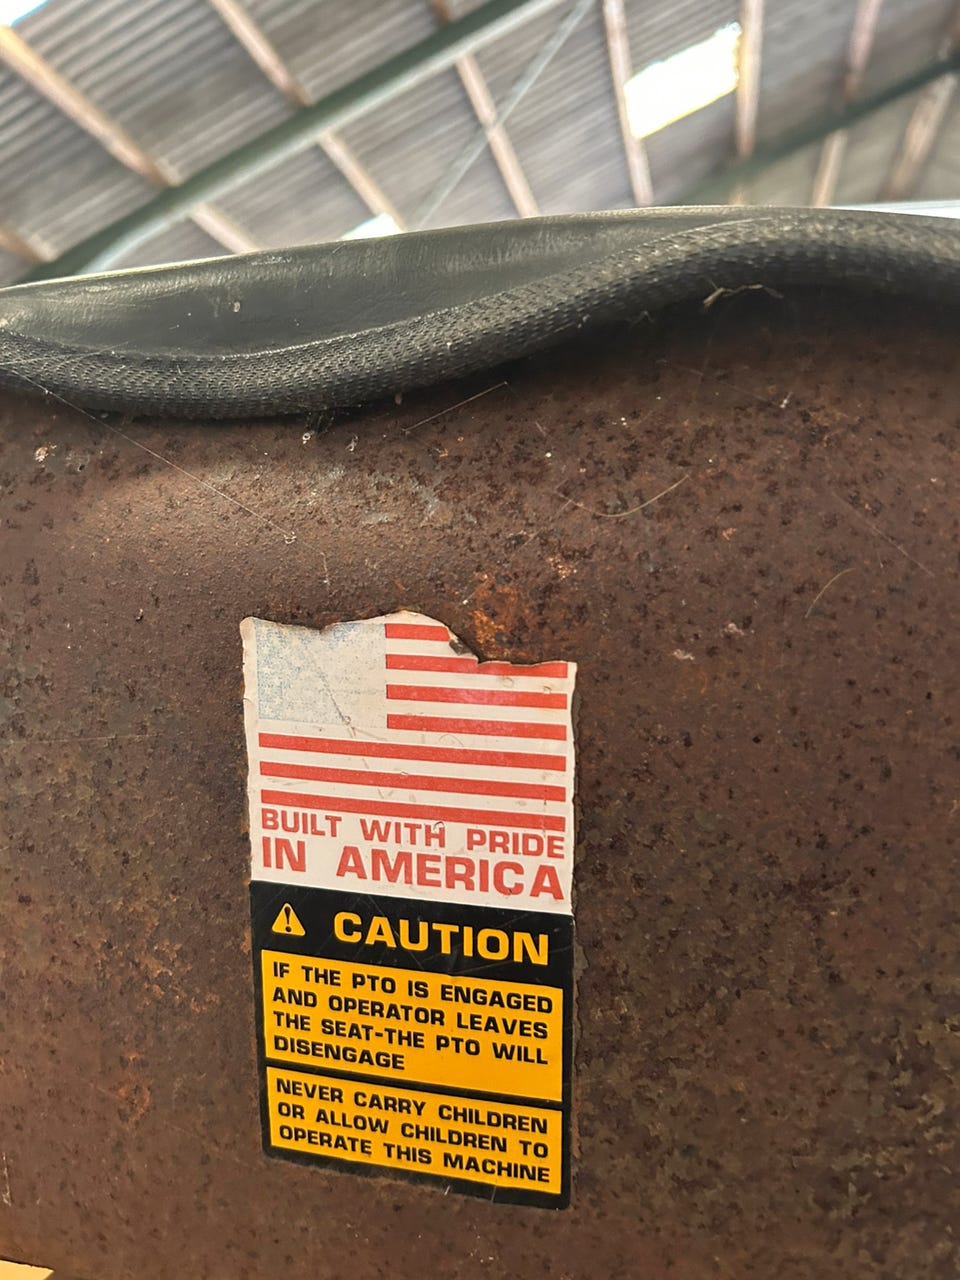 BUILT WITH PRIDE
IN AMERICA
CAUTION
IF THE PTO IS ENGAGED
AND OPERATOR LEAVES
THE SEAT-THE PTO WILL
DISENGAGE
NEVER CARRY CHILDREN
OR ALLOW CHILDREN TO
OPERATE THIS MACHINE